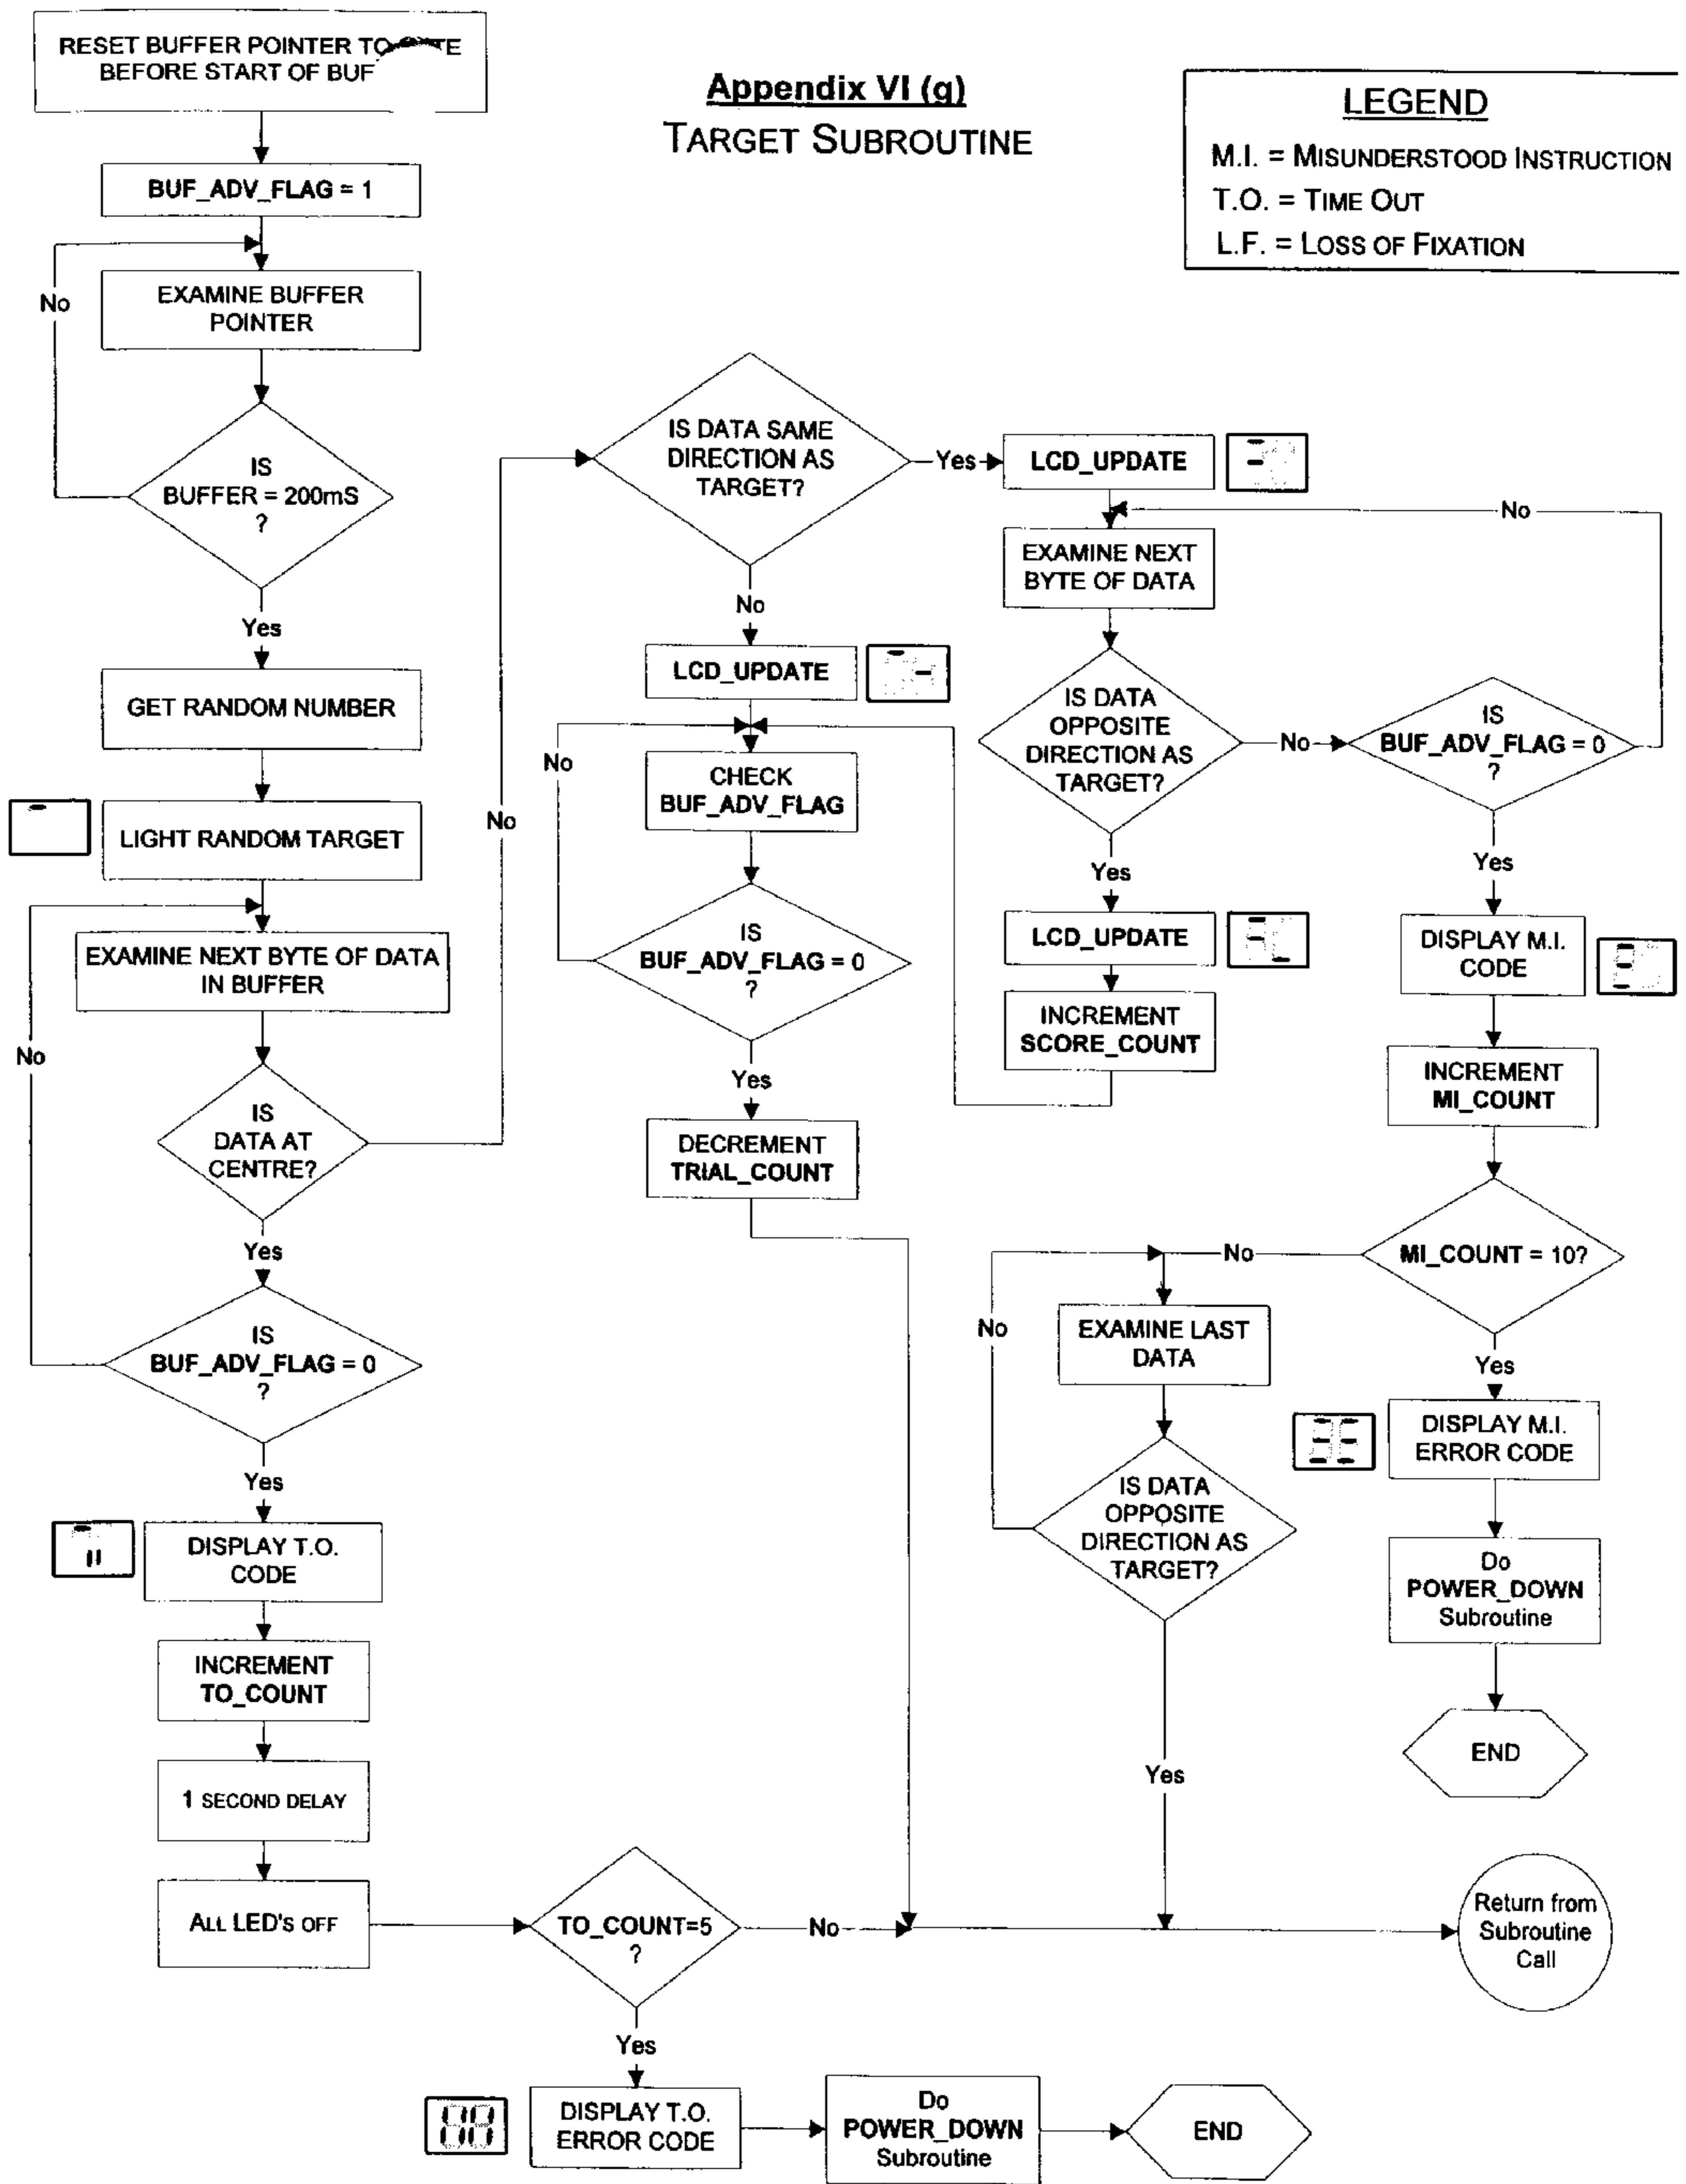 RESET BUFFER POINTER TO
BEFORE START OF BUF
Appendix VI (g)
TARGET SUBROUTINE
LEGEND
M.I. = MISUNDERSTOOD INSTRUCTION
T.O. = TIME OUT
L.F. = LOSS OF FIXATION
BUF_ADV_FLAG = 1
No
EXAMINE BUFFER
POINTER
IS
BUFFER = 200mS
?
Yes
GET RANDOM NUMBER
LIGHT RANDOM TARGET
No
EXAMINE NEXT BYTE OF DATA
IN BUFFER
IS
DATA AT
CENTRE?
No
Yes
IS
BUF_ADV_FLAG = 0
?
Yes
DISPLAY T.O.
CODE
INCREMENT
TO_COUNT
1 SECOND DELAY
ALL LED's OFF
TO_COUNT=5
?
No
Yes
DISPLAY T.O.
ERROR CODE
Do
POWER_DOWN
Subroutine
END
IS DATA SAME
DIRECTION AS
TARGET?
No
LCD_UPDATE
No
CHECK
BUF_ADV_FLAG
IS
BUF_ADV_FLAG = 0
?
Yes
DECREMENT
TRIAL_COUNT
Yes
LCD_UPDATE
No
EXAMINE NEXT
BYTE OF DATA
IS DATA
OPPOSITE
DIRECTION AS
TARGET?
No
Yes
LCD_UPDATE
INCREMENT
SCORE_COUNT
IS
BUF_ADV_FLAG = 0
?
Yes
DISPLAY M.I.
CODE
INCREMENT
MI_COUNT
MI_COUNT = 10?
No
No
EXAMINE LAST
DATA
IS DATA
OPPOSITE
DIRECTION AS
TARGET?
Yes
Yes
DISPLAY M.I.
ERROR CODE
Do
POWER_DOWN
Subroutine
END
Return from
Subroutine
Call